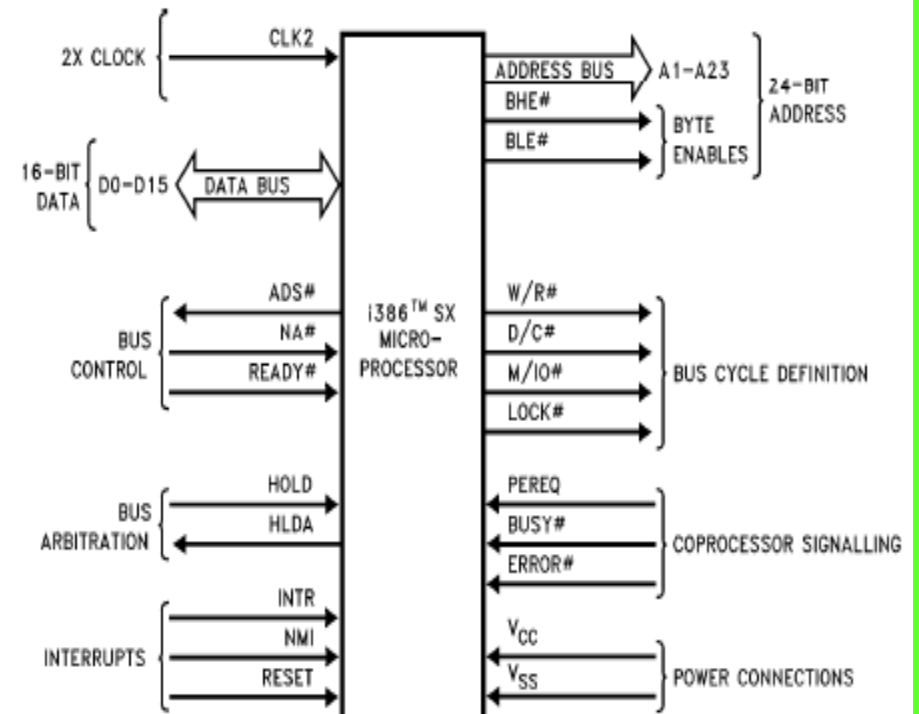 2X CLOCK
CLK2
16-BIT
DATA
D0-D15
DATA BUS
BUS
CONTROL
ADS#
NA#
READY#
BUS
ARBITRATION
HOLD
HLDA
INTERRUPTS
INTR
NMI
RESET
i386™ SX
MICRO-
PROCESSOR
ADDRESS BUS
A1-A23
BHE#
BLE#
BYTE
ENABLES
24-BIT
ADDRESS
W/R#
D/C#
M/IO#
LOCK#
BUS CYCLE DEFINITION
PEREQ
BUSY#
ERROR#
COPROCESSOR SIGNALLING
VCC
VSS
POWER CONNECTIONS